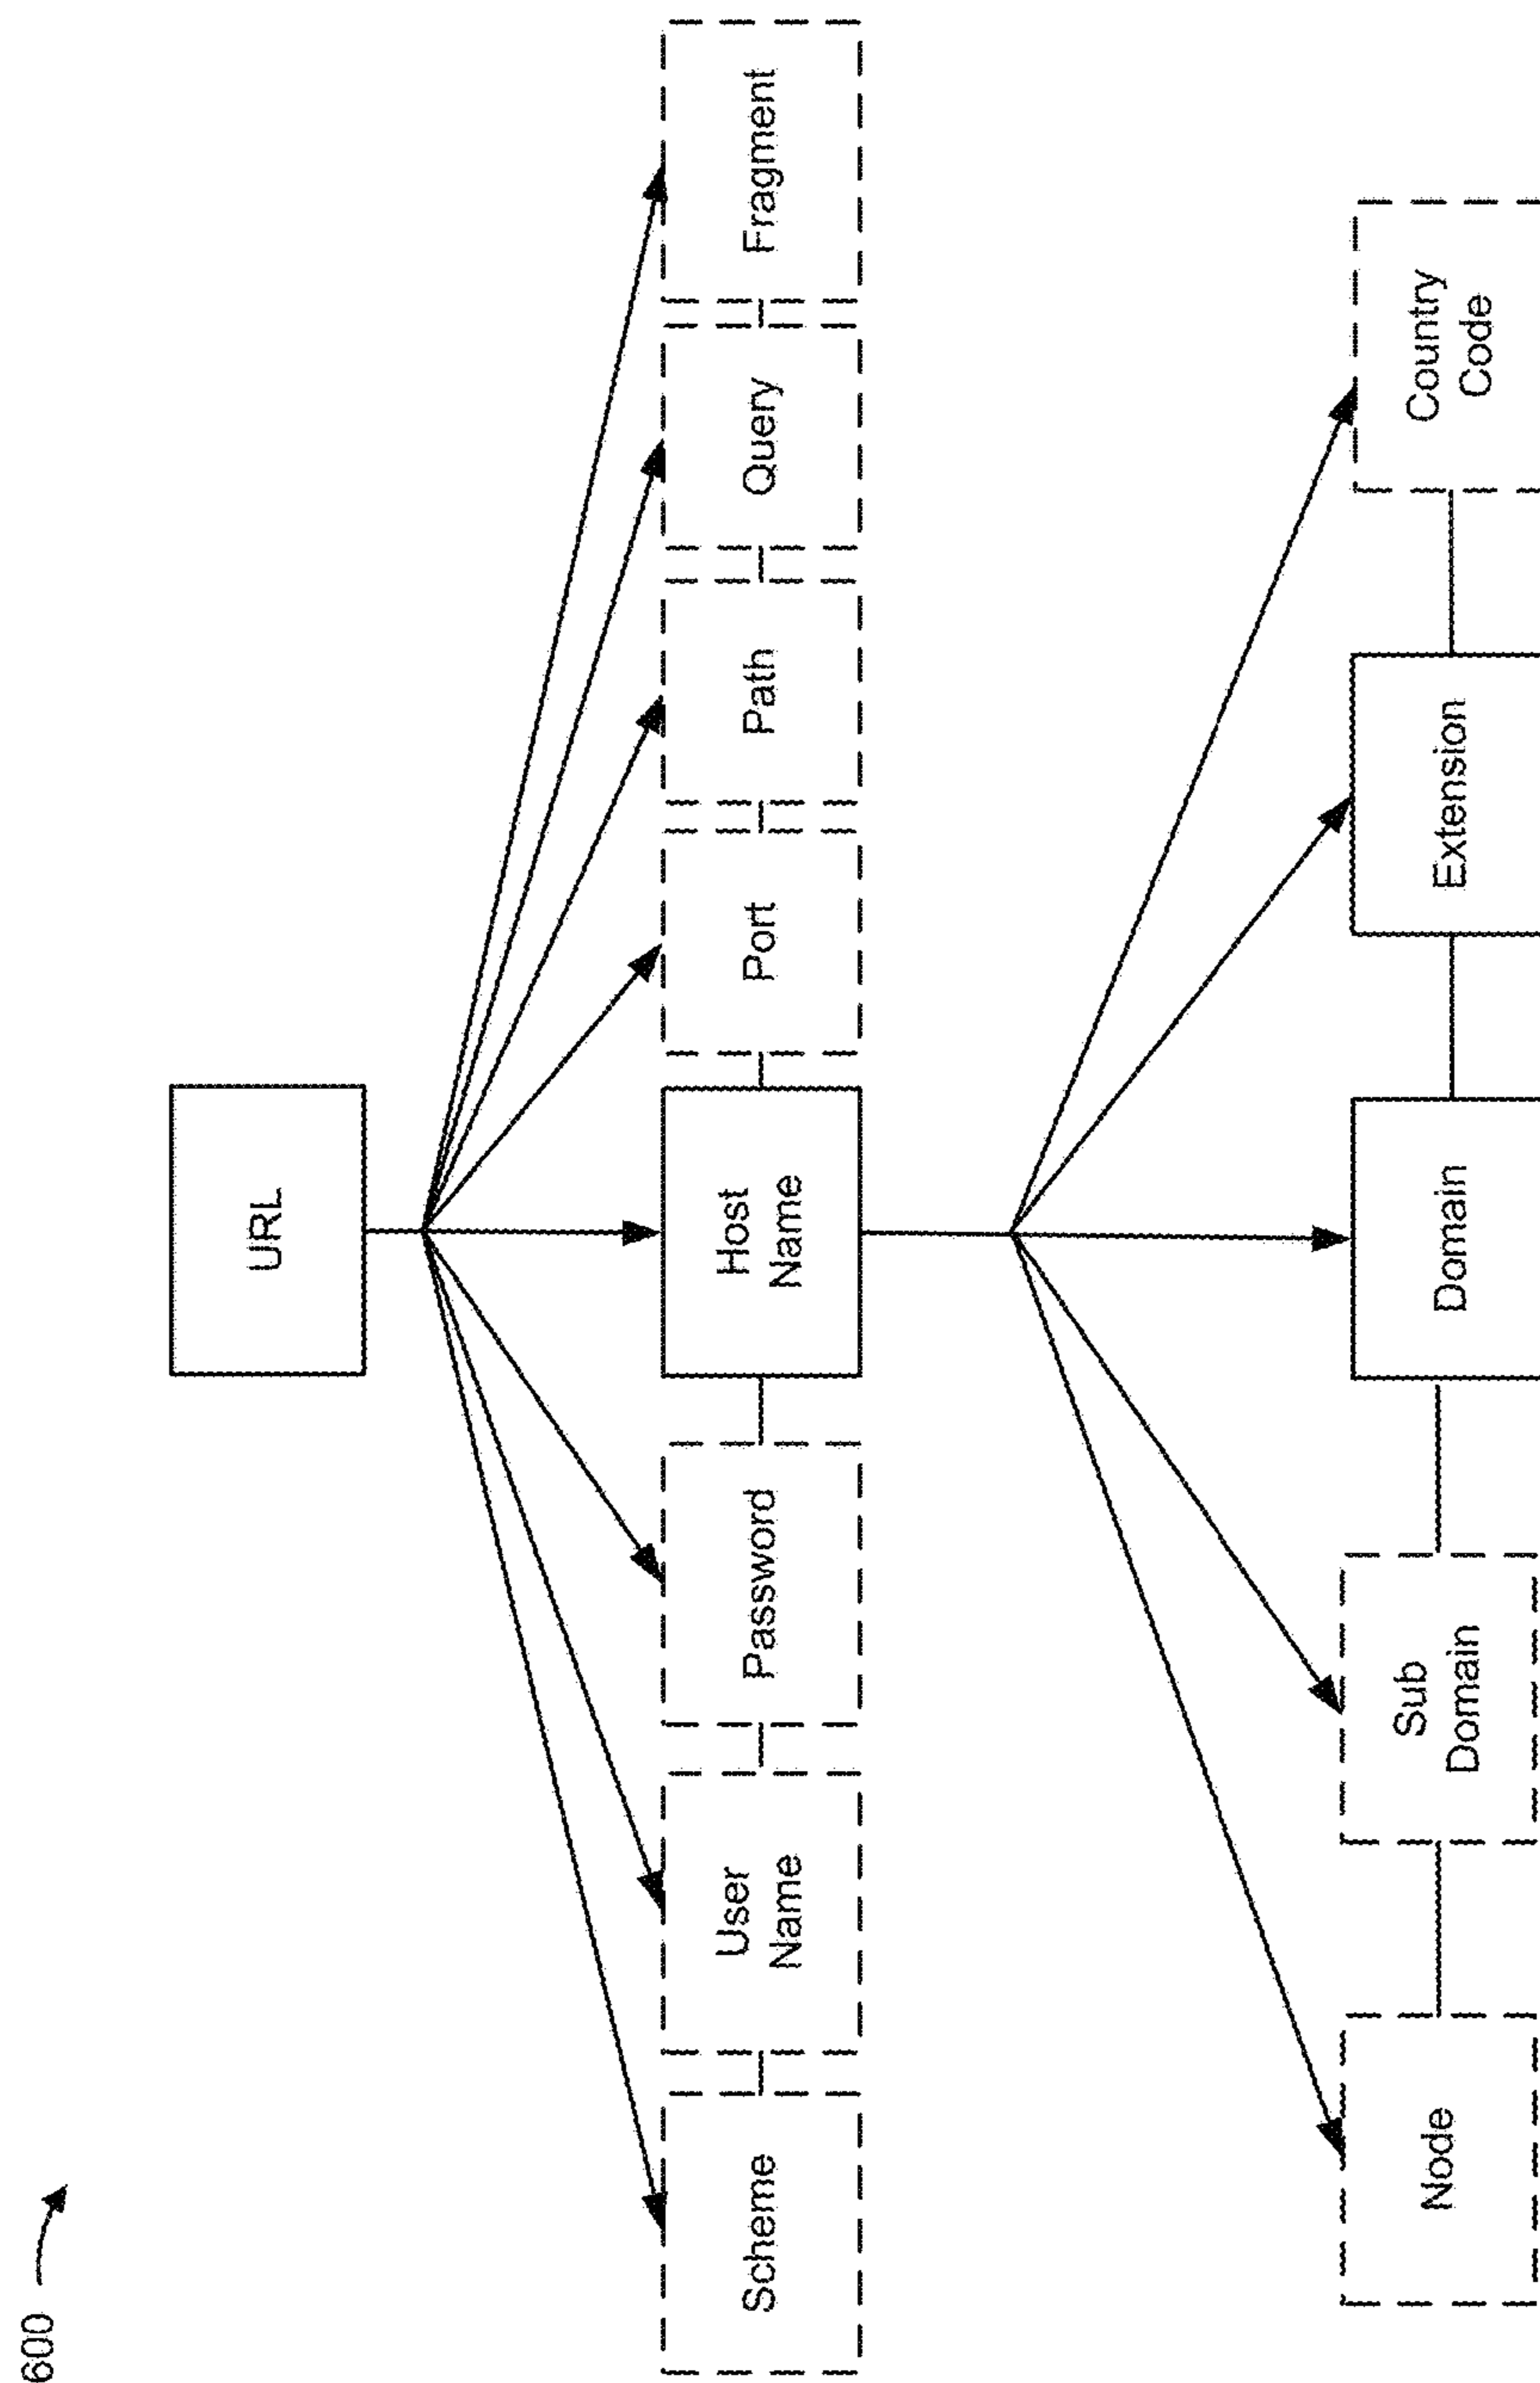 600
URL
Scheme
User
Name
Password
Host
Name
Port
Path
Query
Fragment
Node
Sub
Domain
Domain
Extension
Country
Code